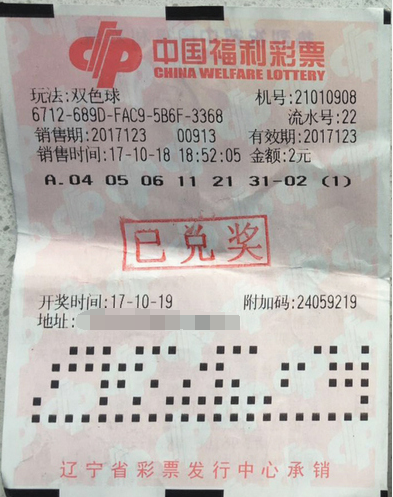 中国福利彩票
CHINA WELFARE LOTTERY
玩法:双色球 机号:21010908
6712-689D-FAC9-5B6F-3368 流水号:22
销售期:2017123 00913 有效期:2017123
销售时间:17-10-18 18:52:05 金额:2元
A.04 05 06 11 21 31-02 (1)
已兑奖
开奖时间:17-10-19 附加码:24059219
地址:
辽宁省彩票发行中心承销